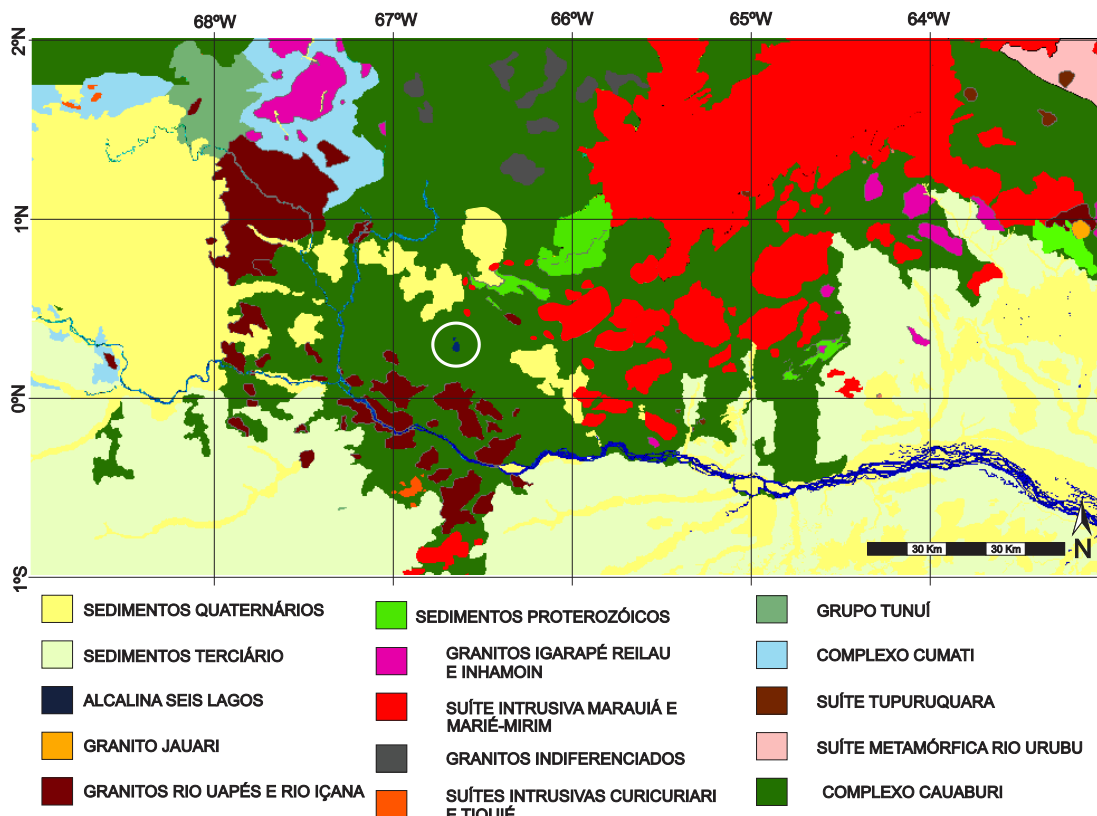 68ºW 67ºW 66ºW 65ºW 64ºW
2ºN
1ºN
0ºN
1ºS
30 Km 30 Km
N
SEDIMENTOS QUATERNÁRIOS
SEDIMENTOS TERCIÁRIO
ALCALINA SEIS LAGOS
GRANITO JAUARI
GRANITOS RIO UAPÉS E RIO IÇANA
SEDIMENTOS PROTEROZÓICOS
GRANITOS IGARAPÉ REILAU
E INHAMOIN
SUÍTE INTRUSIVA MARAUIÁ E
MARIÉ-MIRIM
GRANITOS INDIFERENCIADOS
SUÍTES INTRUSIVAS CURICURIARI
E TIQUIÉ
GRUPO TUNUÍ
COMPLEXO CUMATI
SUÍTE TUPURUQUARA
SUÍTE METAMÓRFICA RIO URUBU
COMPLEXO CAUABURI